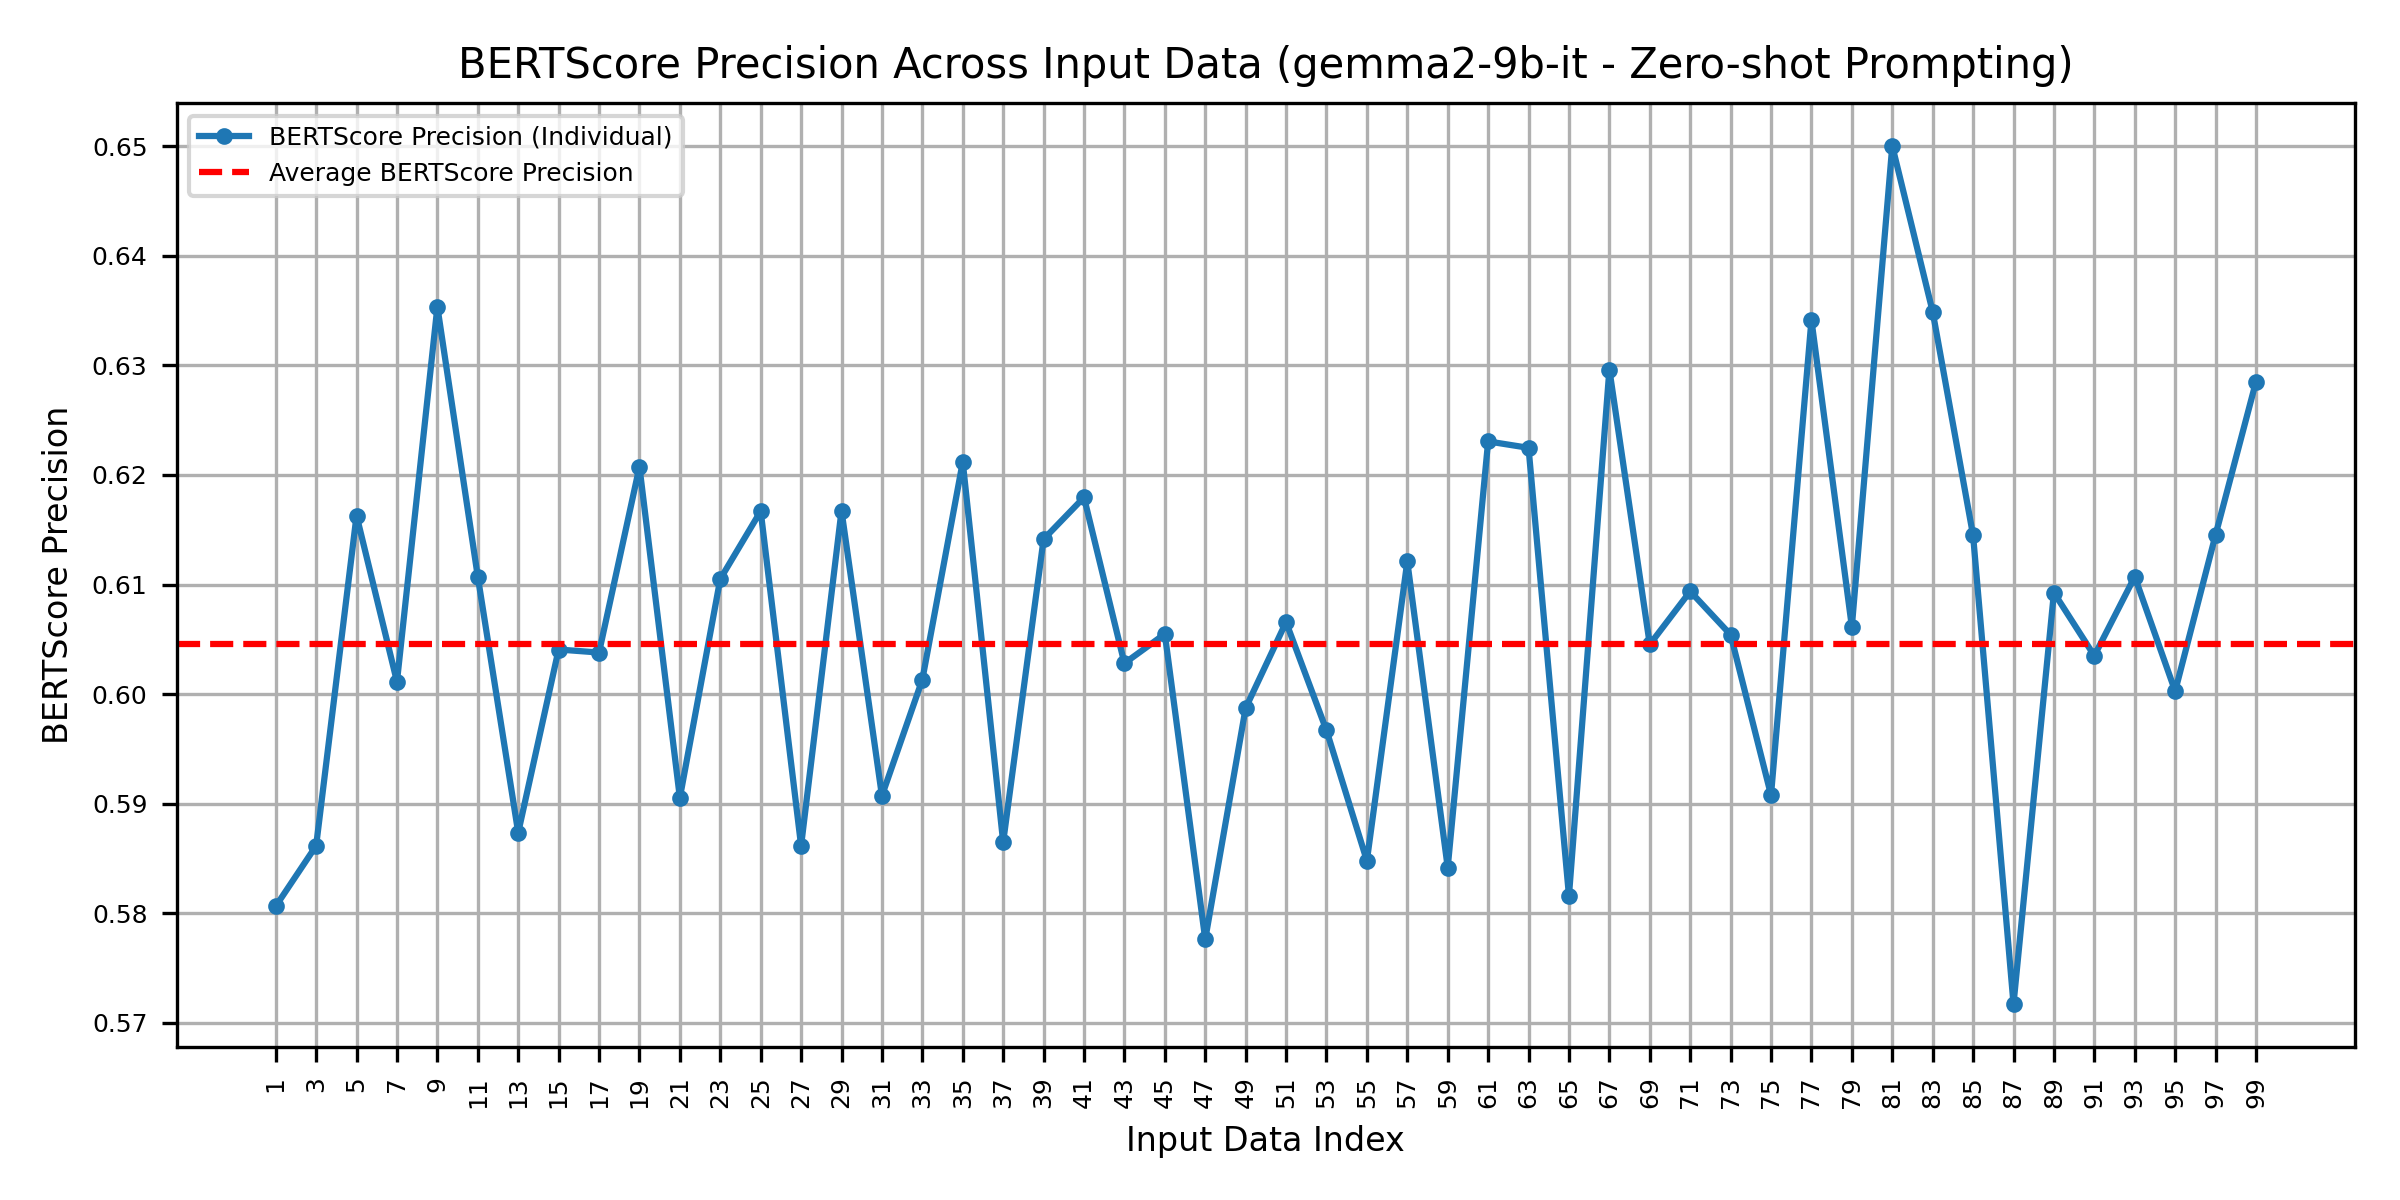 BERTScore Precision Across Input Data (gemma2-9b-it - Zero-shot Prompting)
BERTScore Precision (Individual)
Average BERTScore Precision
BERTScore Precision
0.65
0.64
0.63
0.62
0.61
0.60
0.59
0.58
0.57
1 3 5 7 9 11 13 15 17 19 21 23 25 27 29 31 33 35 37 39 41 43 45 47 49 51 53 55 57 59 61 63 65 67 69 71 73 75 77 79 81 83 85 87 89 91 93 95 97 99
Input Data Index